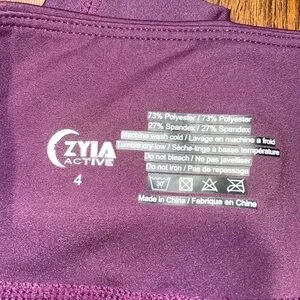 ZYIA
ACTIVE
4
73% Polyester / 73% Polyester
27% Spandex / 27% Spandex
Machine wash cold / Lavage en machine à froid
Tumble dry low / Sèche-linge à basse température
Do not bleach / Ne pas javelliser
Do not iron / Pas de repassage
30°
Made in China / Fabrique en Chine